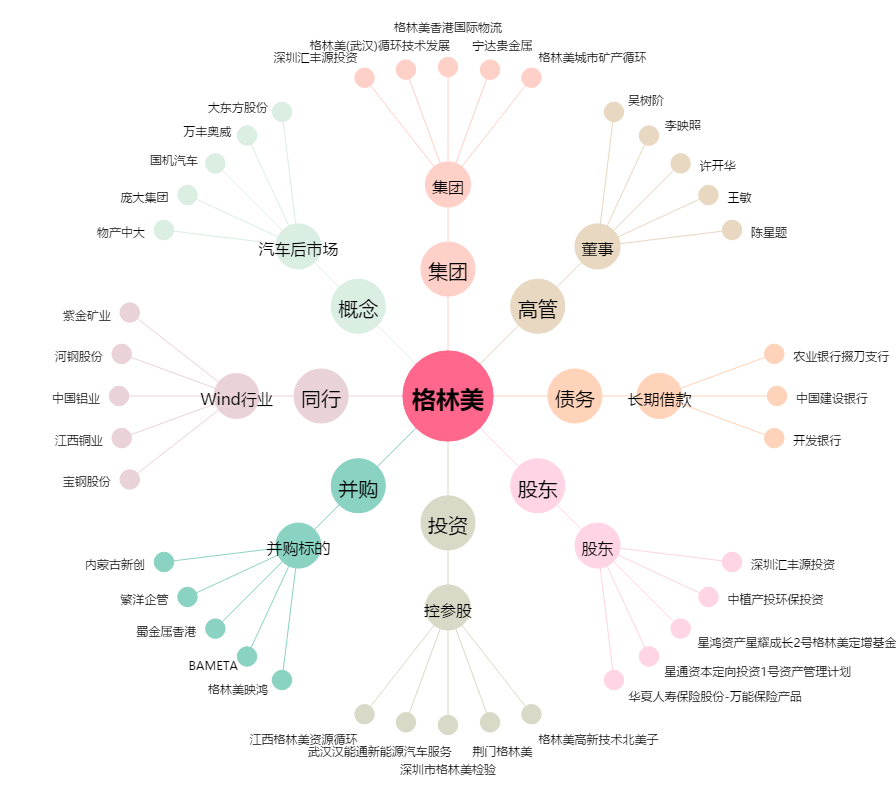 格林美香港国际物流
格林美(武汉)循环技术发展
宁达贵金属
深圳汇丰源投资
格林美城市矿产循环
集团
集团
吴树阶
李映照
许开华
王敏
陈星题
董事
高管
大东方股份
万丰奥威
国机汽车
庞大集团
物产中大
汽车后市场
概念
紫金矿业
河钢股份
中国铝业
江西铜业
宝钢股份
Wind行业
同行
格林美
债务
长期借款
农业银行掇刀支行
中国建设银行
开发银行
并购
并购标的
内蒙古新创
繁洋企管
蜀金属香港
BAMETA
格林美映鸿
投资
控参股
江西格林美资源循环
武汉汉能通新能源汽车服务
深圳市格林美检验
荆门格林美
格林美高新技术北美子
股东
股东
深圳汇丰源投资
中植产投环保投资
星鸿资产星耀成长2号格林美定增基金
星通资本定向投资1号资产管理计划
华夏人寿保险股份-万能保险产品